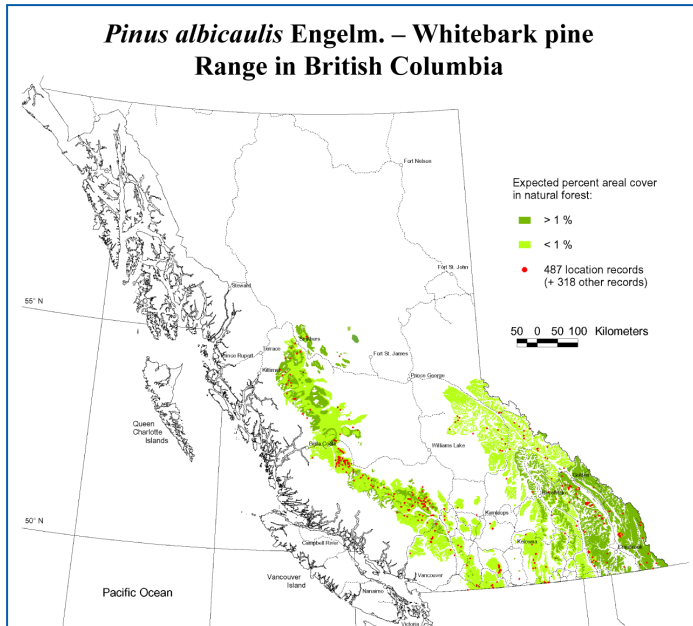 Pinus albicaulis Engelm. – Whitebark pine
Range in British Columbia
Fort Nelson
Expected percent areal cover
in natural forest:
> 1 %
< 1 %
487 location records
(+ 318 other records)
Fort St. John
Stewart
55° N
50 0 50 100 Kilometers
Smithers
Terrace
Fort St. James
Prince Rupert
Kitimat
Prince George
Queen
Charlotte
Islands
Williams Lake
Bella Coola
Golden
Revelstoke
Kamloops
50° N
Campbell River
Kelowna
Cranbrook
Vancouver
Island
Vancouver
Nanaimo
Pacific Ocean
Victoria